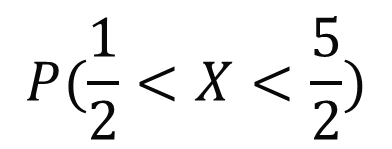 P(1/2 < X < 5/2)